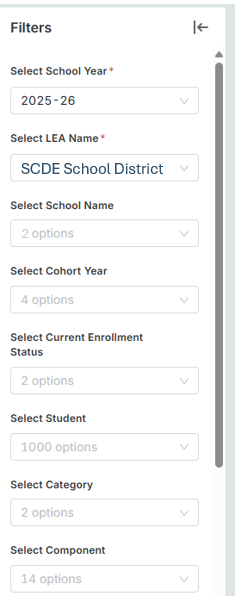 Filters
Select School Year*
2025-26
Select LEA Name*
SCDE School District
Select School Name
2 options
Select Cohort Year
4 options
Select Current Enrollment
Status
2 options
Select Student
1000 options
Select Category
2 options
Select Component
14 options